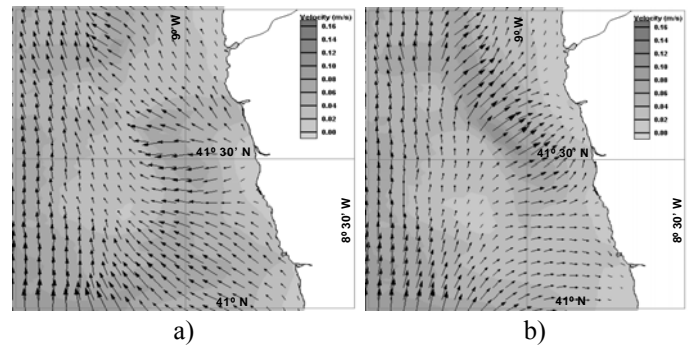 Velocity (m/s)
0.16
0.14
0.12
0.10
0.08
0.06
0.04
0.02
0.00
9º W
41º 30' N
8º 30' W
41º N
a)
Velocity (m/s)
0.16
0.14
0.12
0.10
0.08
0.06
0.04
0.02
0.00
9º W
41º 30' N
8º 30' W
41º N
b)